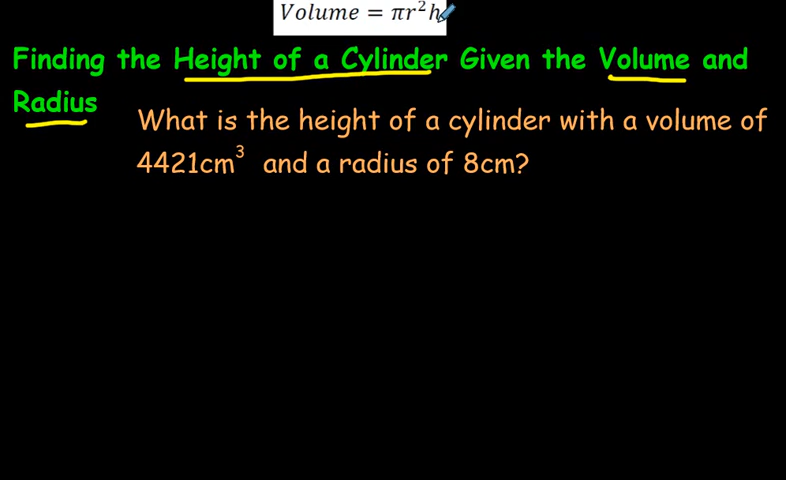 Volume = πr²h
Finding the Height of a Cylinder Given the Volume and
Radius
What is the height of a cylinder with a volume of
4421cm³ and a radius of 8cm?